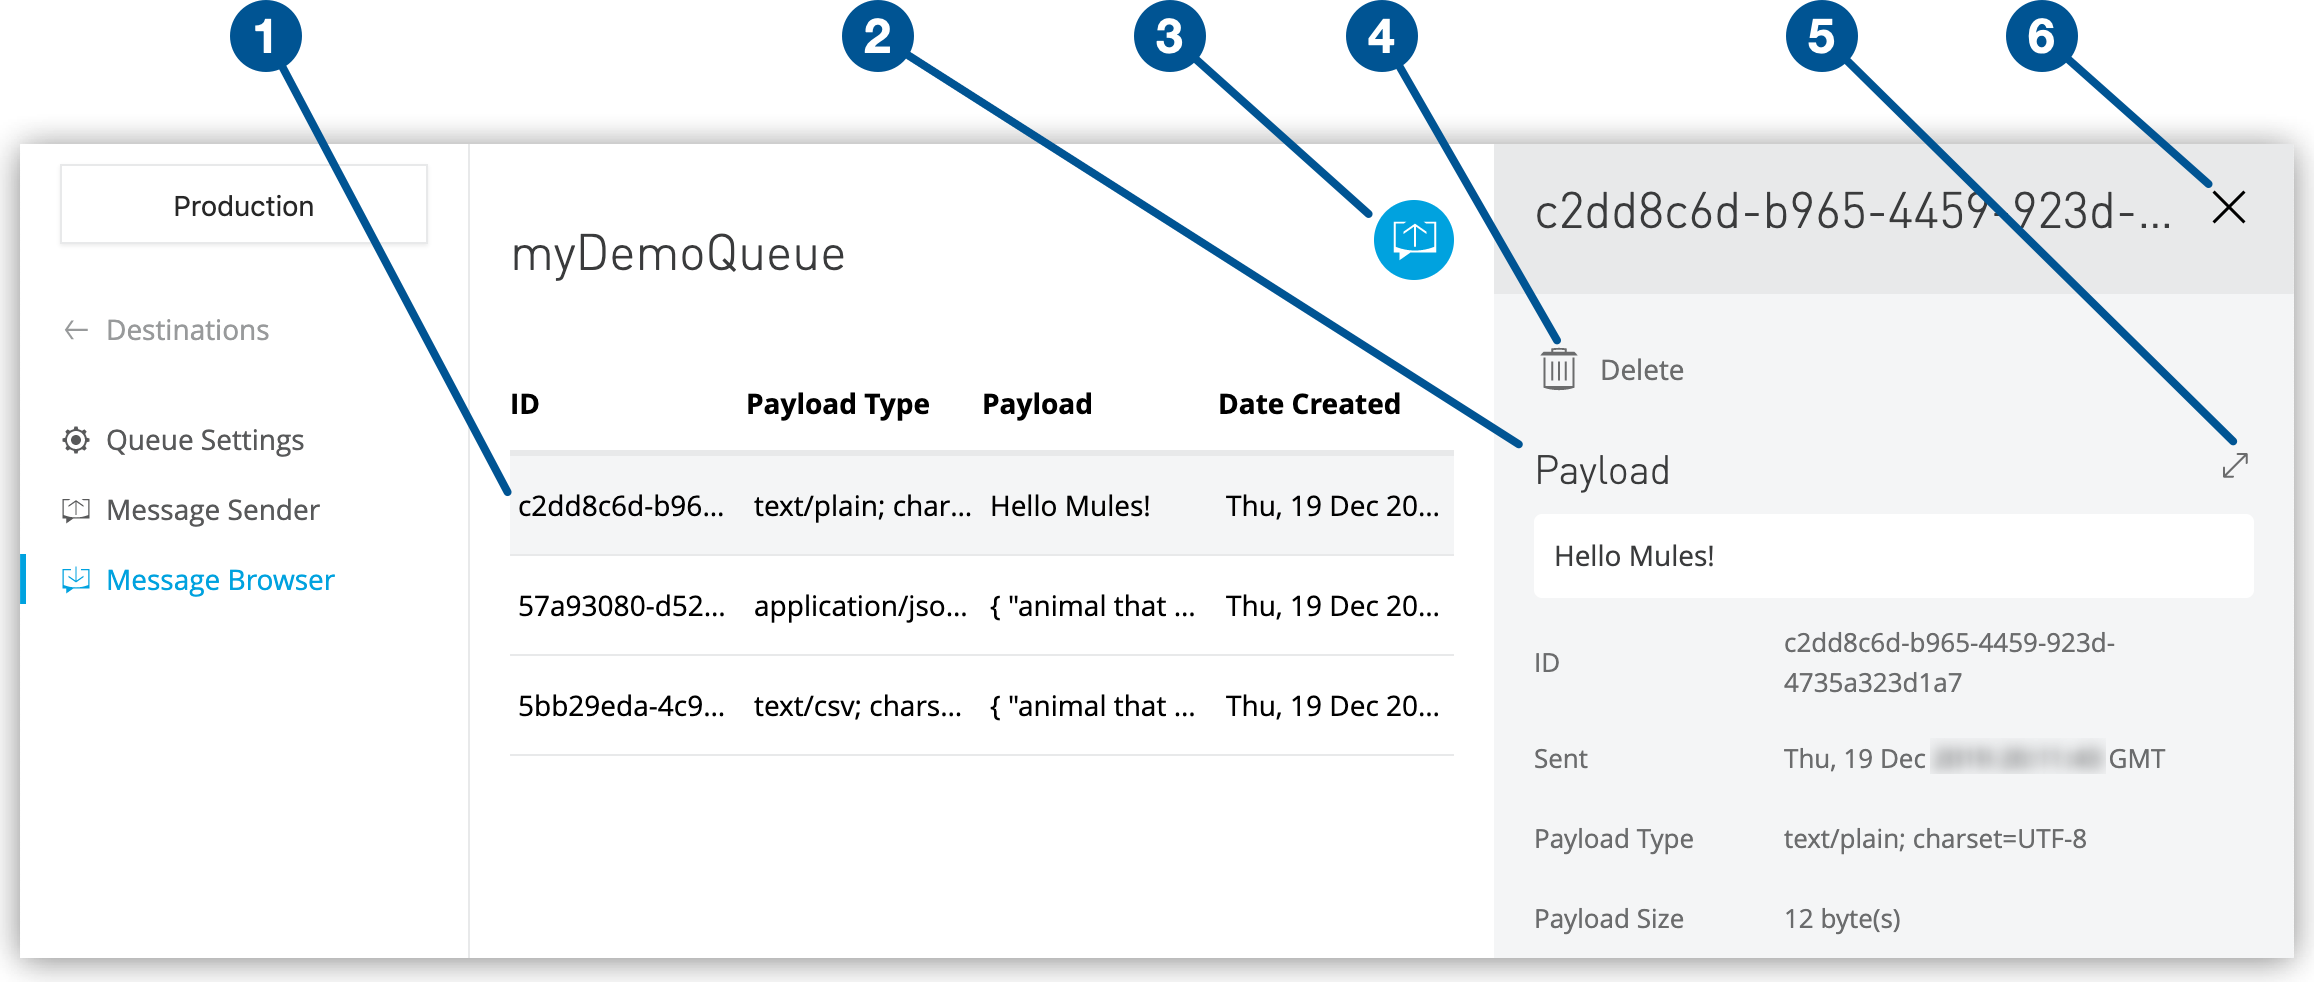 1 2 3 4 5 6
Production
← Destinations
Queue Settings
Message Sender
Message Browser
myDemoQueue
ID Payload Type Payload Date Created
c2dd8c6d-b96... text/plain; char... Hello Mules! Thu, 19 Dec 20...
57a93080-d52... application/jso... { "animal that ... Thu, 19 Dec 20...
5bb29eda-4c9... text/csv; chars... { "animal that ... Thu, 19 Dec 20...
c2dd8c6d-b965-4459-923d-...
Delete
Payload
Hello Mules!
ID c2dd8c6d-b965-4459-923d-
4735a323d1a7
Sent Thu, 19 Dec GMT
Payload Type text/plain; charset=UTF-8
Payload Size 12 byte(s)